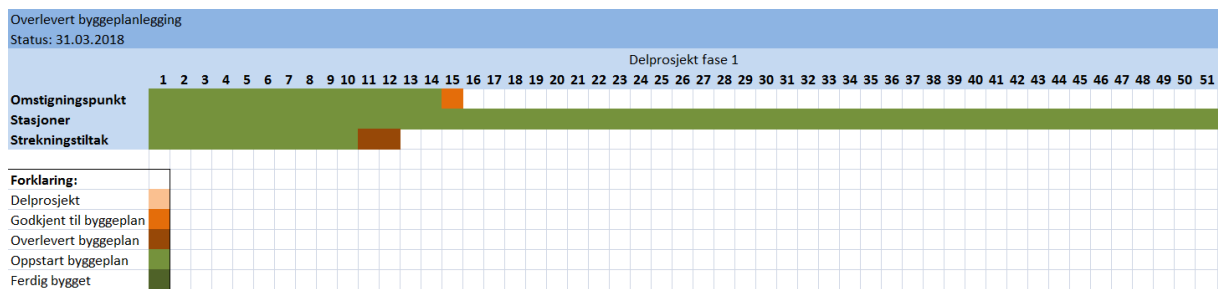 Overlevert byggeplanlegging
Status: 31.03.2018
Delprosjekt fase 1
1 2 3 4 5 6 7 8 9 10 11 12 13 14 15 16 17 18 19 20 21 22 23 24 25 26 27 28 29 30 31 32 33 34 35 36 37 38 39 40 41 42 43 44 45 46 47 48 49 50 51
Omstigningspunkt
Stasjoner
Strekningstiltak
Forklaring:
Delprosjekt
Godkjent til byggeplan
Overlevert byggeplan
Oppstart byggeplan
Ferdig bygget